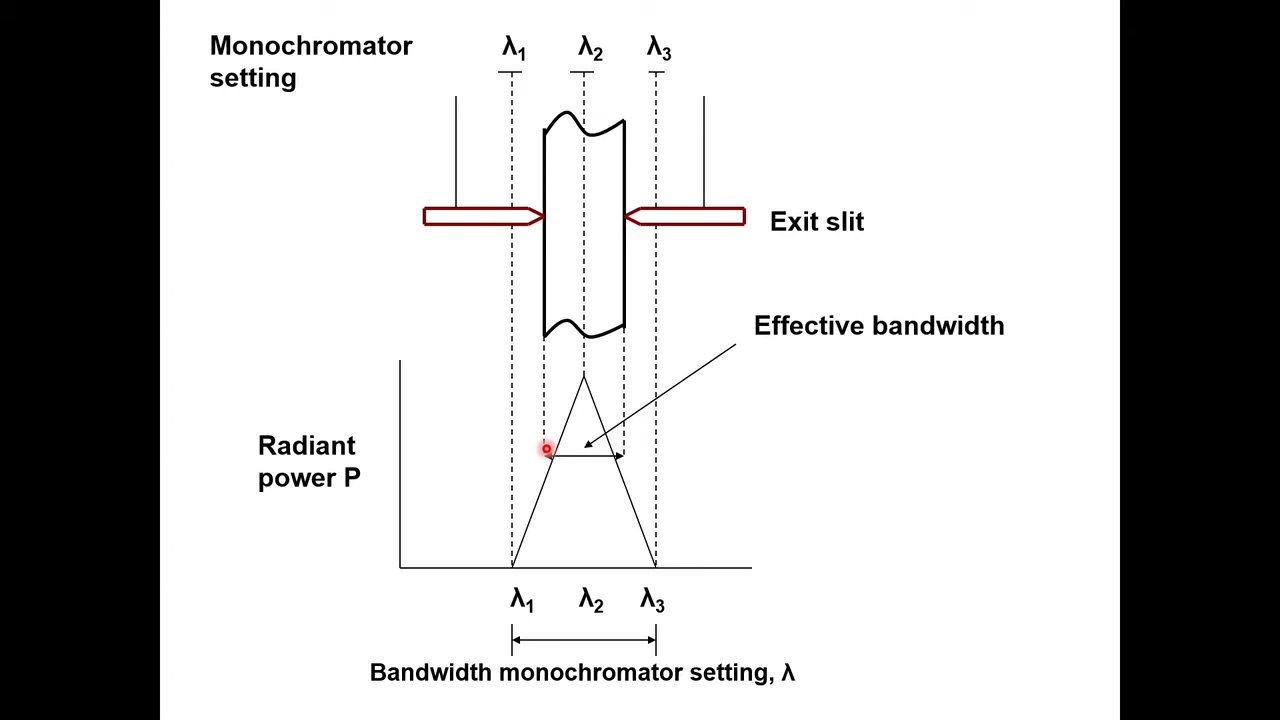 Monochromator
setting
λ₁ λ₂ λ₃
Exit slit
Effective bandwidth
Radiant
power P
λ₁ λ₂ λ₃
Bandwidth monochromator setting, λ